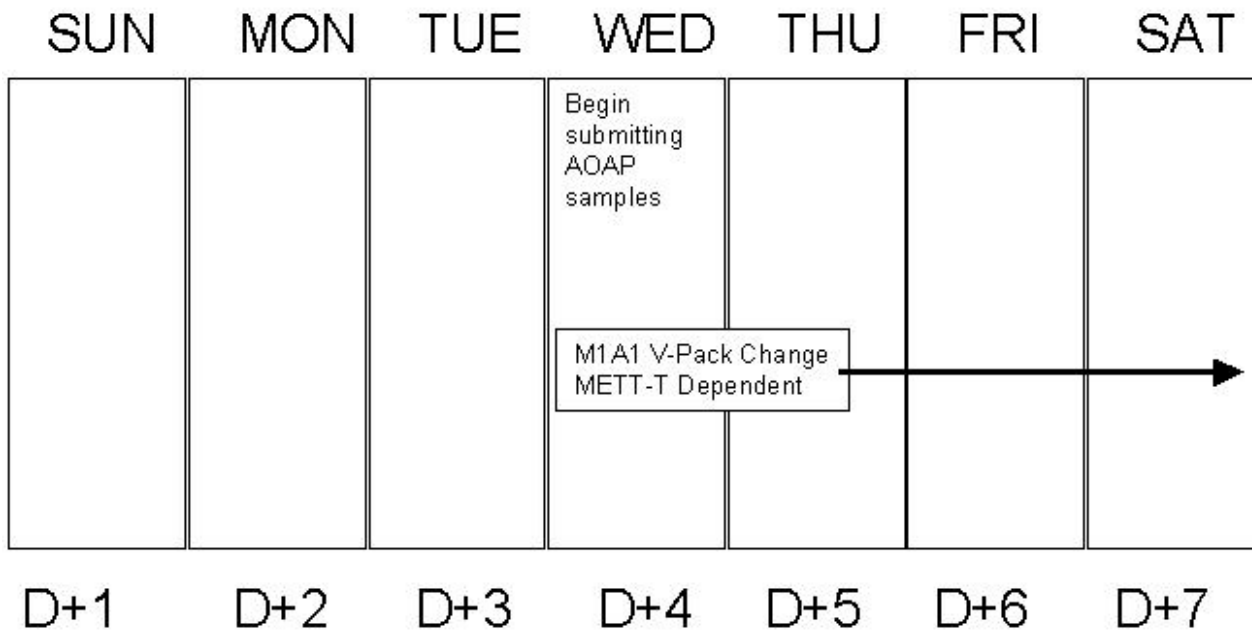 SUN MON TUE WED THU FRI SAT
Begin
submitting
AOAP
samples
M1A1 V-Pack Change
METT-T Dependent
D+1 D+2 D+3 D+4 D+5 D+6 D+7